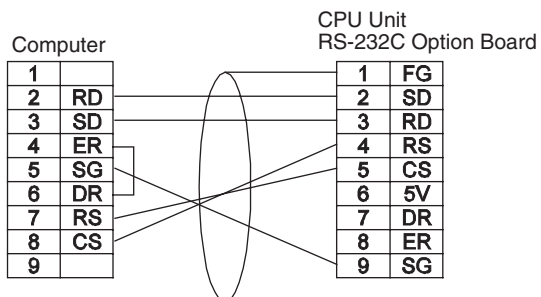 CPU Unit
RS-232C Option Board
Computer
1
2 RD
3 SD
4 ER
5 SG
6 DR
7 RS
8 CS
9
1 FG
2 SD
3 RD
4 RS
5 CS
6 5V
7 DR
8 ER
9 SG